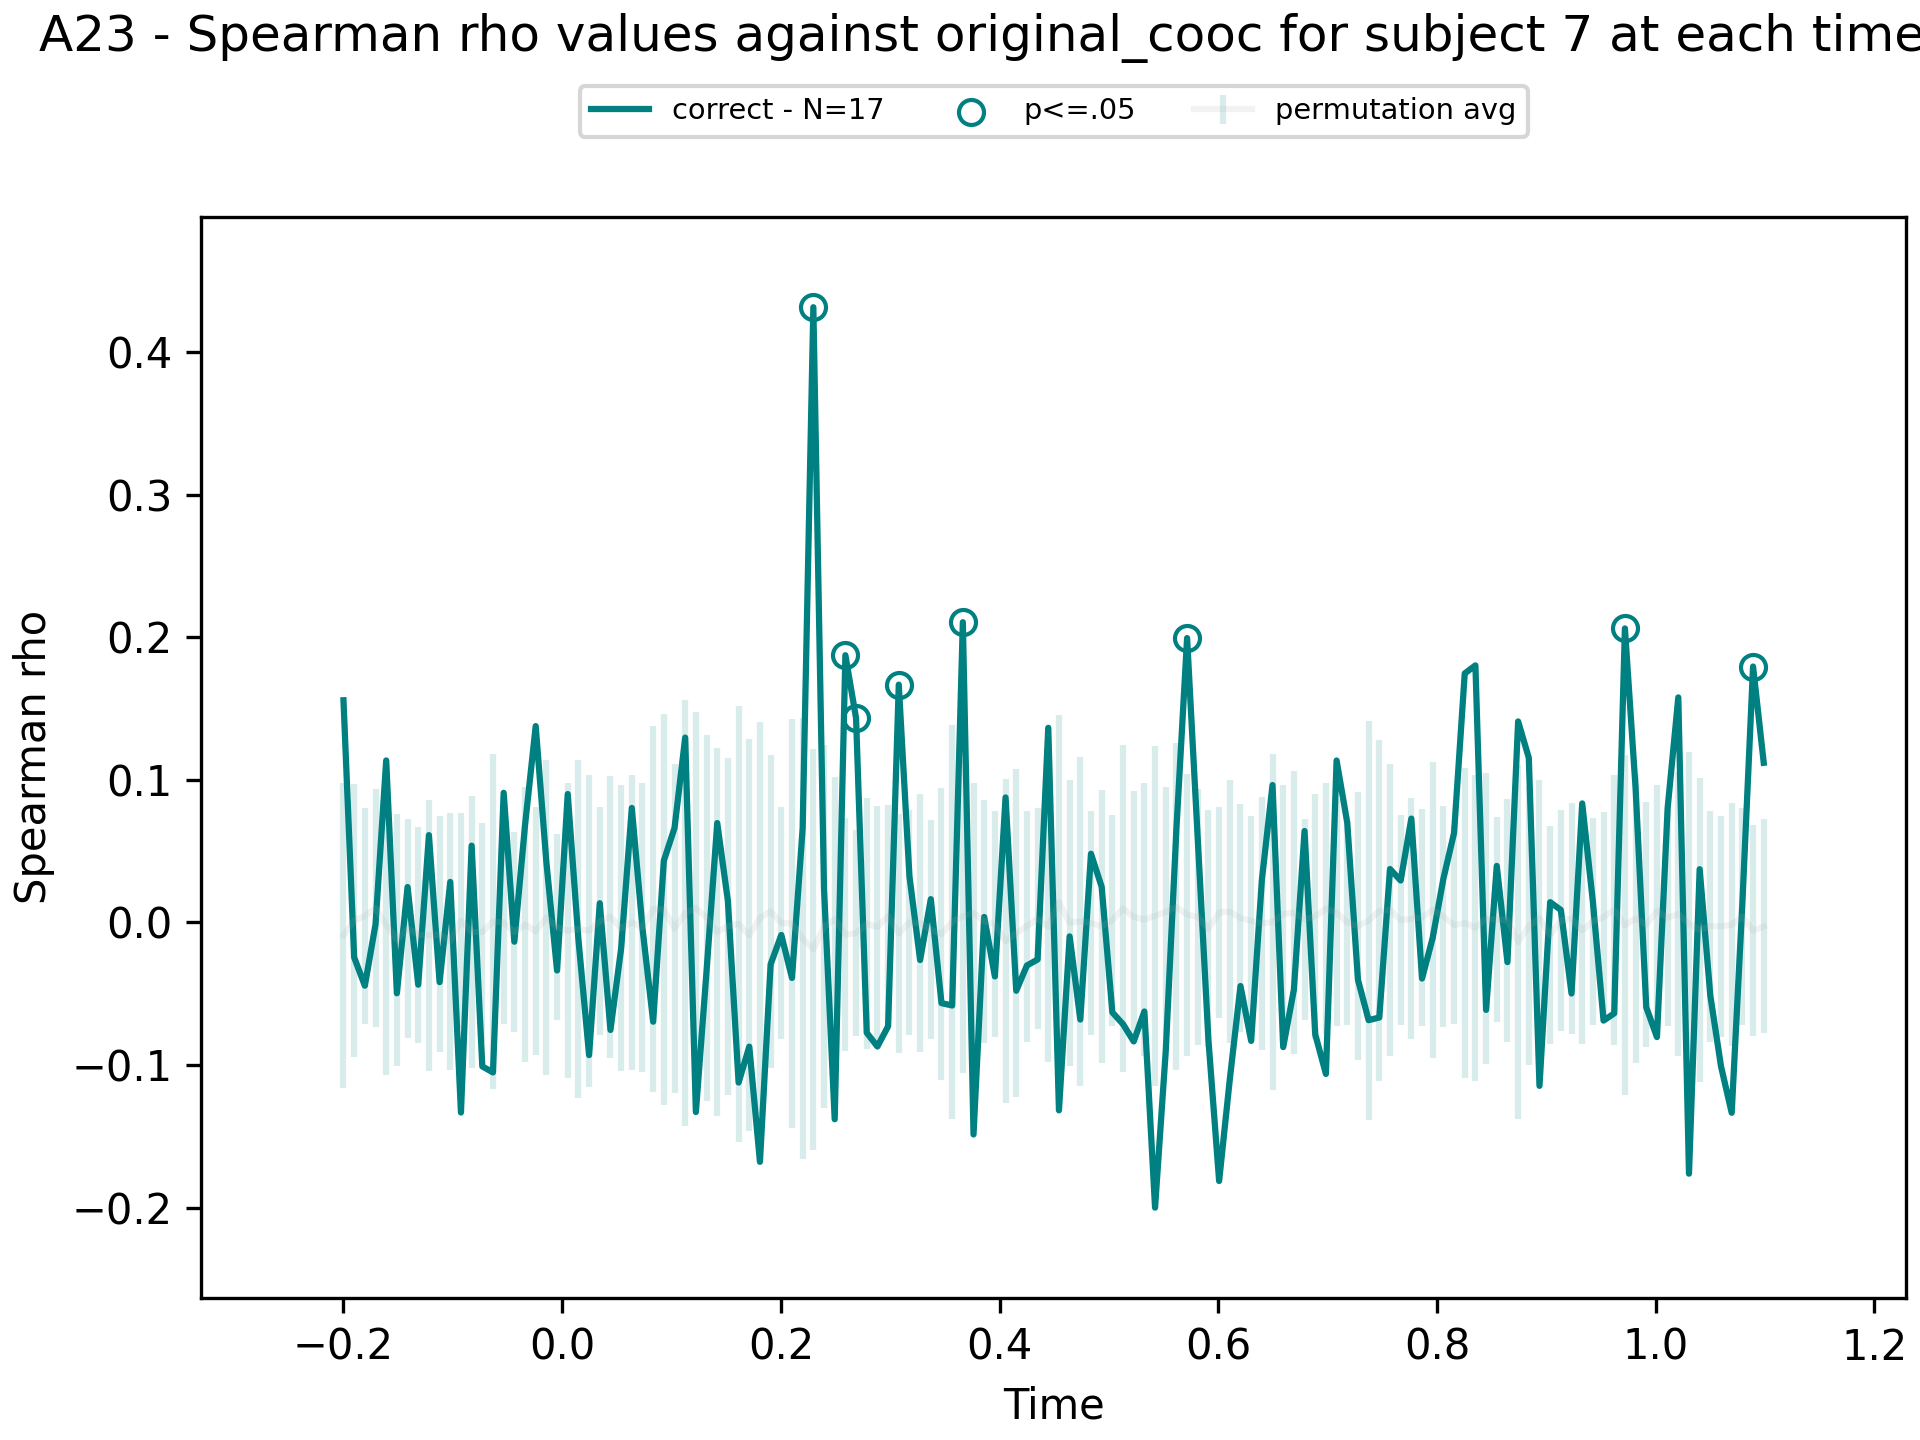 A23 - Spearman rho values against original_cooc for subject 7 at each time
correct - N=17 p<=.05 permutation avg
0.4
0.3
0.2
0.1
0.0
−0.1
−0.2
Spearman rho
−0.2 0.0 0.2 0.4 0.6 0.8 1.0 1.2
Time